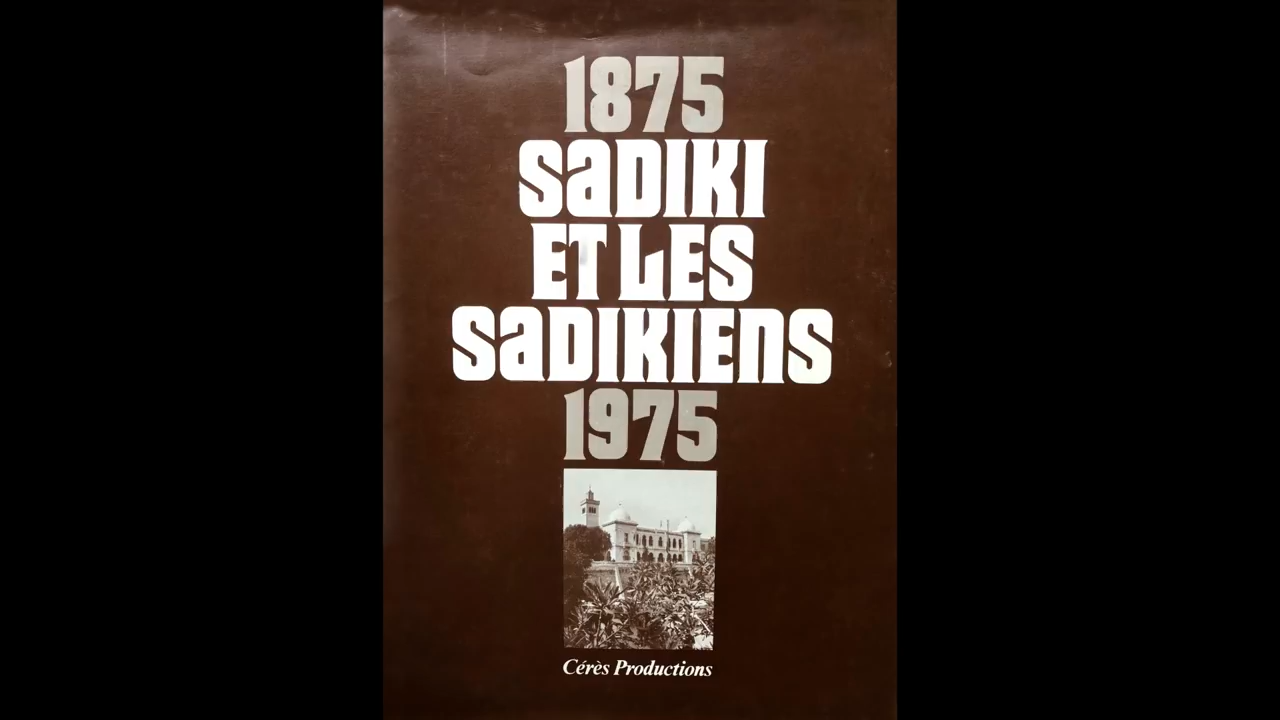 1875
SADIKI
ET LES
SADIKIENS
1975
Cérès Productions